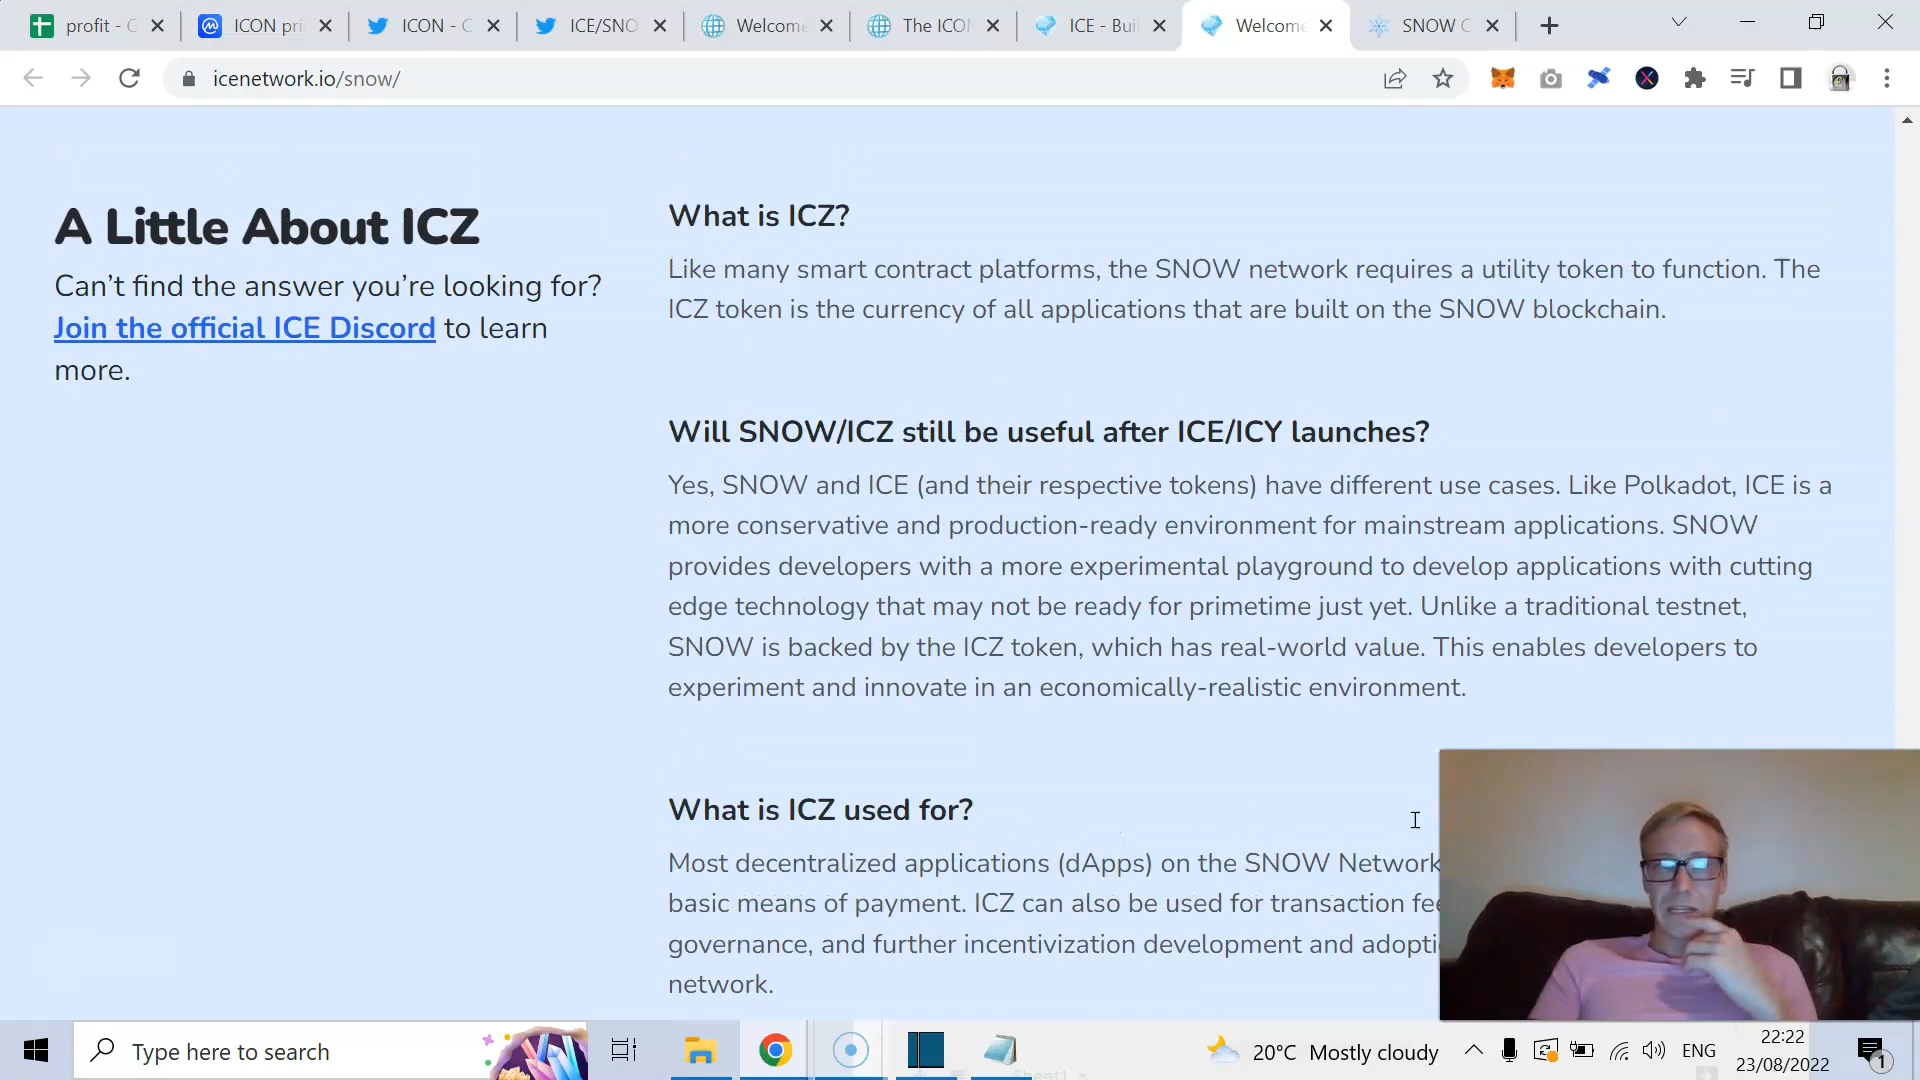 profit - G
ICON pri
ICON - C
ICE/SNO
Welcome
The ICON
ICE - Buil
Welcome
SNOW C
icenetwork.io/snow/
A Little About ICZ
Can't find the answer you're looking for?
Join the official ICE Discord to learn
more.
What is ICZ?
Like many smart contract platforms, the SNOW network requires a utility token to function. The
ICZ token is the currency of all applications that are built on the SNOW blockchain.
Will SNOW/ICZ still be useful after ICE/ICY launches?
Yes, SNOW and ICE (and their respective tokens) have different use cases. Like Polkadot, ICE is a
more conservative and production-ready environment for mainstream applications. SNOW
provides developers with a more experimental playground to develop applications with cutting
edge technology that may not be ready for primetime just yet. Unlike a traditional testnet,
SNOW is backed by the ICZ token, which has real-world value. This enables developers to
experiment and innovate in an economically-realistic environment.
What is ICZ used for?
Most decentralized applications (dApps) on the SNOW Network
basic means of payment. ICZ can also be used for transaction fe
governance, and further incentivization development and adopti
network.
Type here to search
20°C Mostly cloudy
ENG
22:22
23/08/2022
1
Sheet1